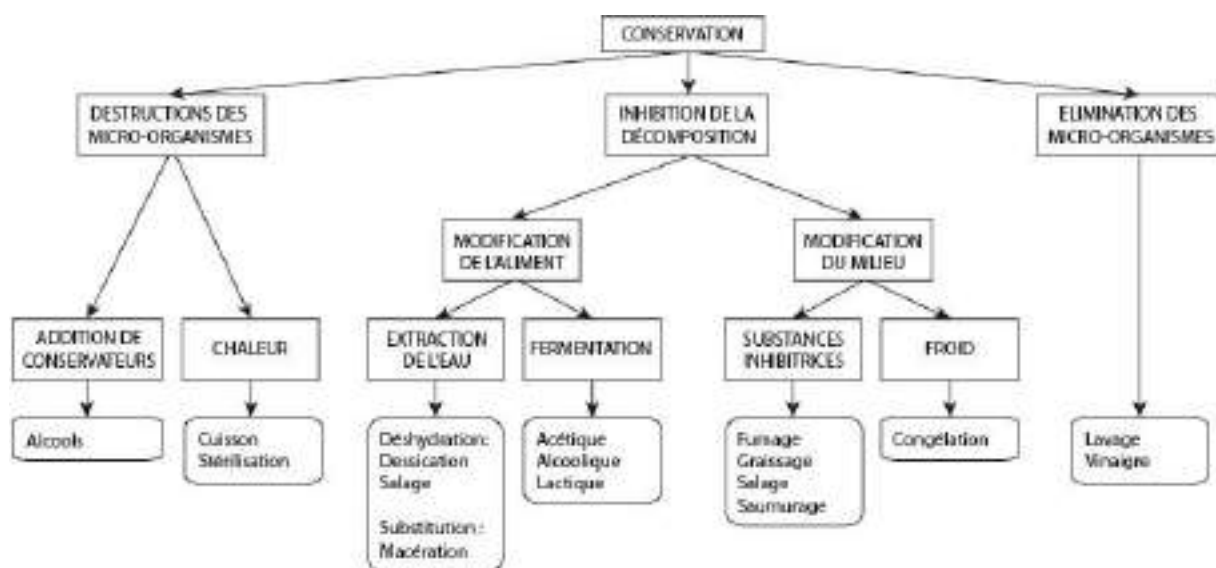 CONSERVATION
DESTRUCTIONS DES
MICRO-ORGANISMES
INHIBITION DE LA
DÉCOMPOSITION
ELIMINATION DES
MICRO-ORGANISMES
MODIFICATION
DE L'ALIMENT
MODIFICATION
DU MILIEU
ADDITION DE
CONSERVATEURS
CHALEUR
EXTRACTION
DE L'EAU
FERMENTATION
SUBSTANCES
INHIBITRICES
FROID
Alcools
Cuisson
Stérilisation
Déshydration:
Dessication
Salage
Substitution :
Macération
Acétique
Alcoolique
Lactique
Fumage
Graissage
Salage
Saumurage
Congélation
Lavage
Vinaigre